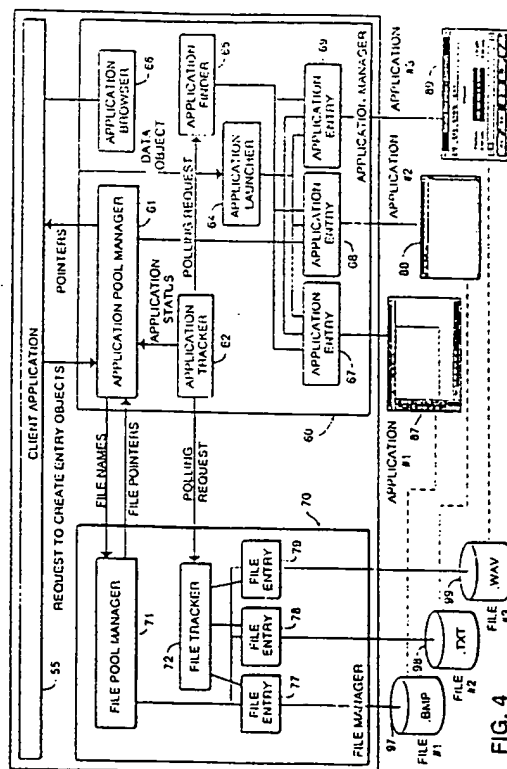 CLIENT APPLICATION
55
REQUEST TO CREATE ENTRY OBJECTS
POINTERS
FILE NAMES
FILE POINTERS
FILE POOL MANAGER
71
APPLICATION POOL MANAGER
61
APPLICATION BROWSER
66
DATA OBJECT
APPLICATION STATUS
POLLING REQUEST
POLLING REQUEST
FILE TRACKER
72
APPLICATION TRACKER
62
APPLICATION LAUNCHER
64
APPLICATION FINDER
65
FILE ENTRY
77
FILE ENTRY
78
FILE ENTRY
79
FILE MANAGER
70
APPLICATION ENTRY
67
APPLICATION ENTRY
68
APPLICATION ENTRY
69
APPLICATION MANAGER
60
APPLICATION #1
87
APPLICATION #2
88
APPLICATION #3
89
97
.BMP
FILE #1
98
.TXT
FILE #2
99
.WAV
FILE #3
FIG. 4